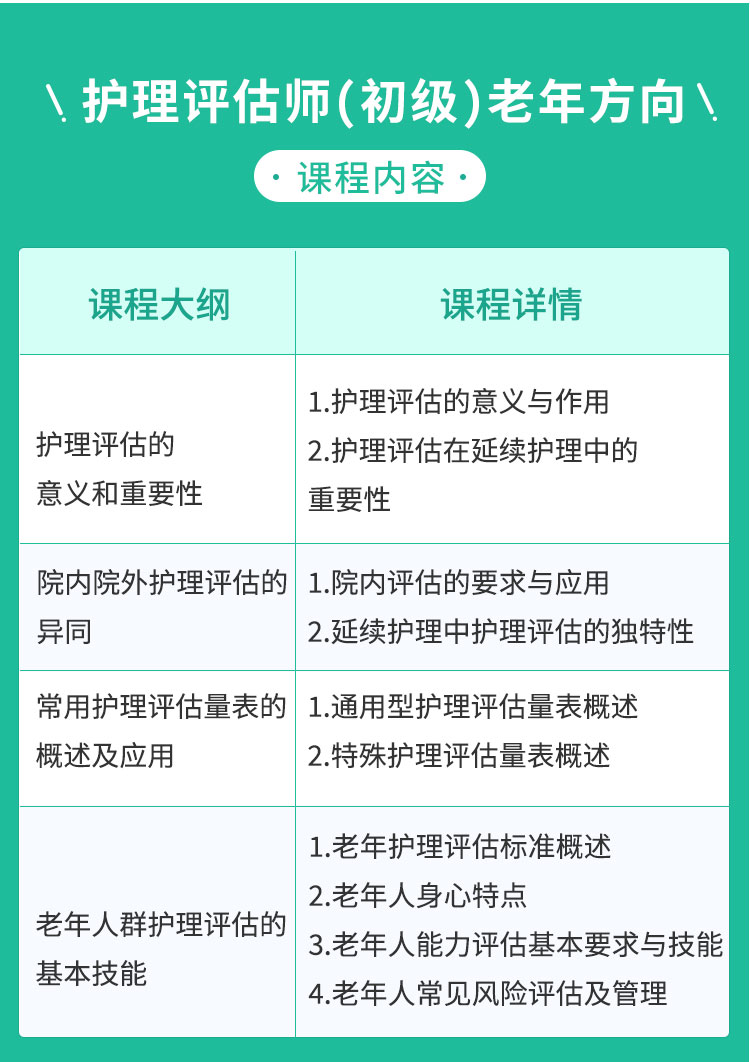 护理评估师(初级)老年方向
·课程内容·
课程大纲
课程详情
护理评估的
意义和重要性
1.护理评估的意义与作用
2.护理评估在延续护理中的
重要性
院内院外护理评估的
异同
1.院内评估的要求与应用
2.延续护理中护理评估的独特性
常用护理评估量表的
概述及应用
1.通用型护理评估量表概述
2.特殊护理评估量表概述
老年人群护理评估的
基本技能
1.老年护理评估标准概述
2.老年人身心特点
3.老年人能力评估基本要求与技能
4.老年人常见风险评估及管理